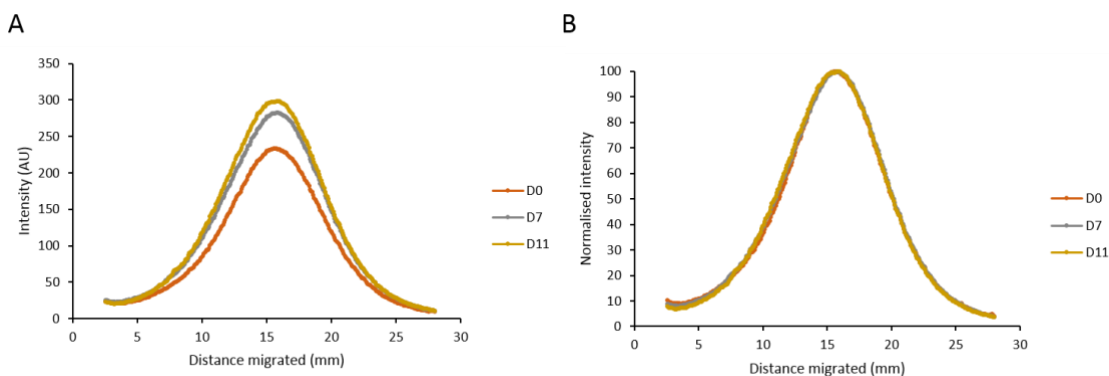 A
350
300
250
200
150
100
50
0
Intensity (AU)
0 5 10 15 20 25 30
Distance migrated (mm)
D0
D7
D11
B
100
90
80
70
60
50
40
30
20
10
0
Normalised intensity
0 5 10 15 20 25 30
Distance migrated (mm)
D0
D7
D11